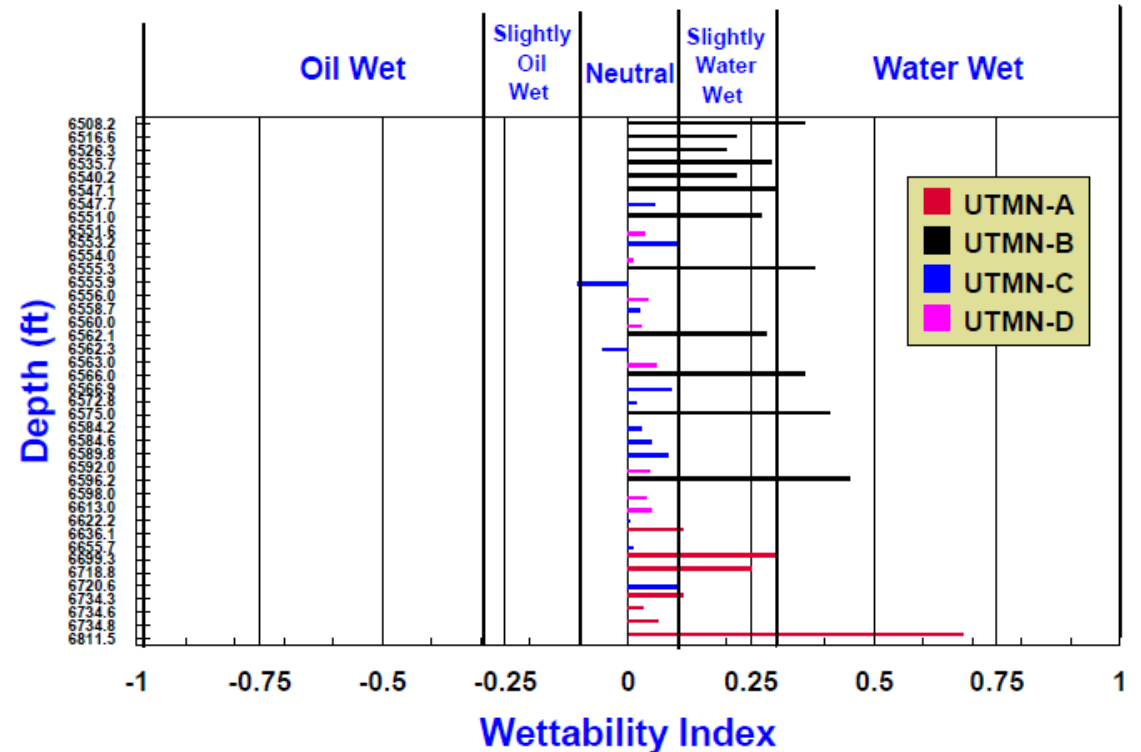 Oil Wet
Slightly
Oil
Wet
Neutral
Slightly
Water
Wet
Water Wet
6508.2
6516.6
6526.3
6535.7
6540.2
6547.1
6547.7
6551.0
6551.6
6553.2
6554.0
6555.3
6555.9
6556.0
6558.7
6560.0
6562.1
6562.3
6563.0
6566.0
6566.9
6572.8
6575.0
6584.2
6584.6
6589.8
6592.0
6596.2
6598.0
6613.0
6622.2
6636.1
6655.7
6699.3
6718.8
6720.6
6734.3
6734.6
6734.8
6811.5
Depth (ft)
UTMN-A
UTMN-B
UTMN-C
UTMN-D
-1 -0.75 -0.5 -0.25 0 0.25 0.5 0.75 1
Wettability Index